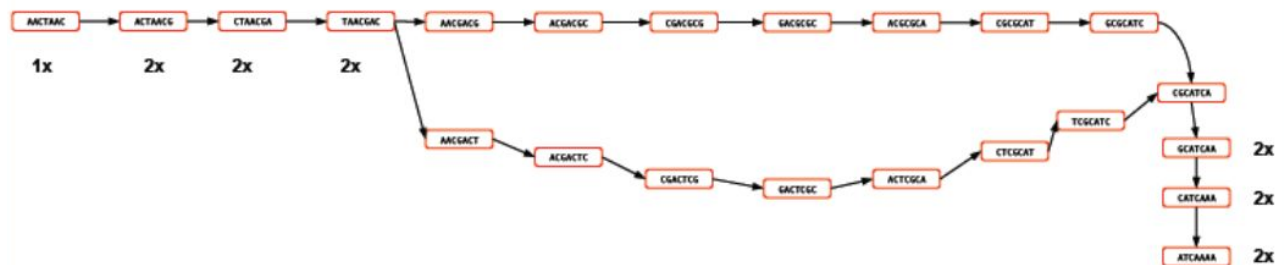 AACTAAC ACTAACG CTAACGA TAACGAC AACGACG ACGACGC CGACGCG GACGCGC ACGCGCA CGCGCAT GCGCATC
1x 2x 2x 2x
CGCATCA
TCGCATC
AACGACT ACGACTC CGACTCG GACTCGC ACTCGCA CTCGCAT
GCATCAA 2x
CATCAAA 2x
ATCAAAA 2x